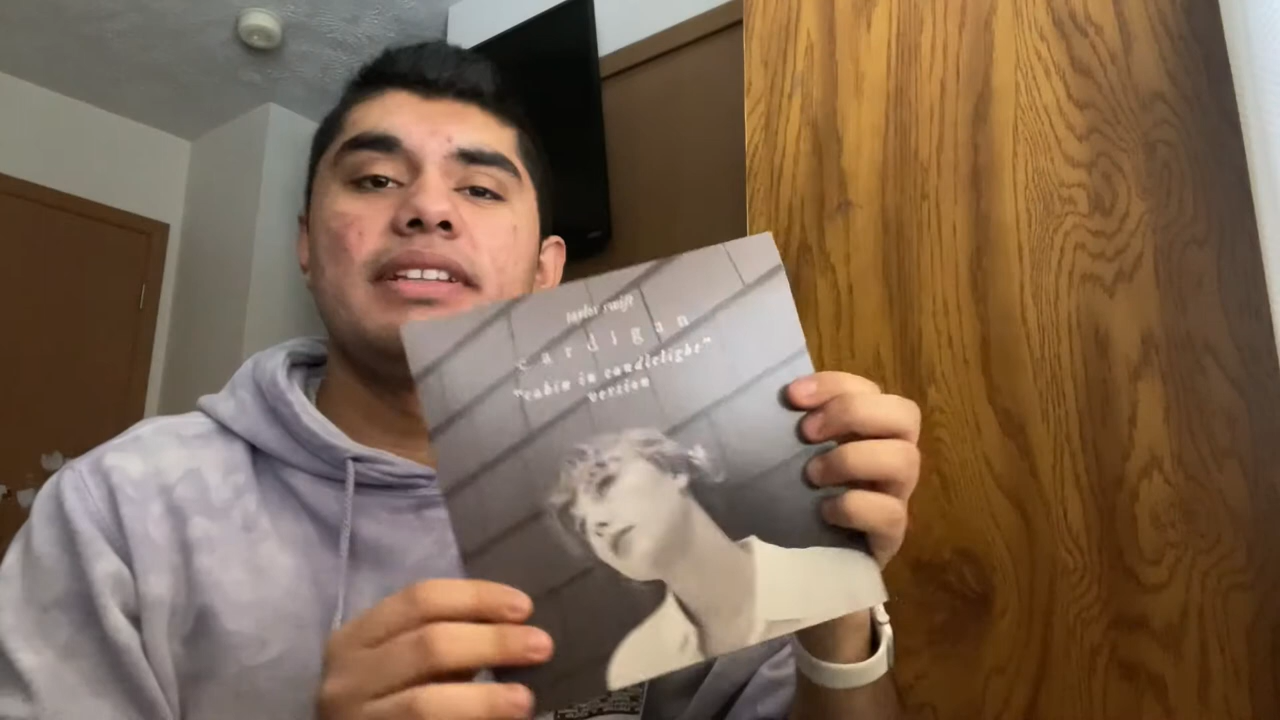 taylor swift
cardigan
"cabin in candlelight"
version